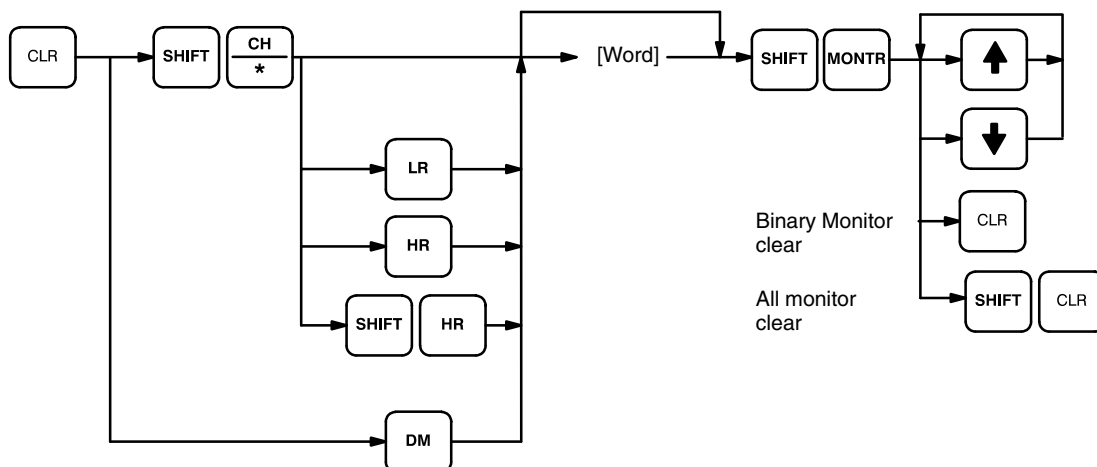 CLR
SHIFT
CH
*
[Word]
SHIFT
MONTR
LR
HR
SHIFT
HR
DM
Binary Monitor
clear
CLR
All monitor
clear
SHIFT
CLR